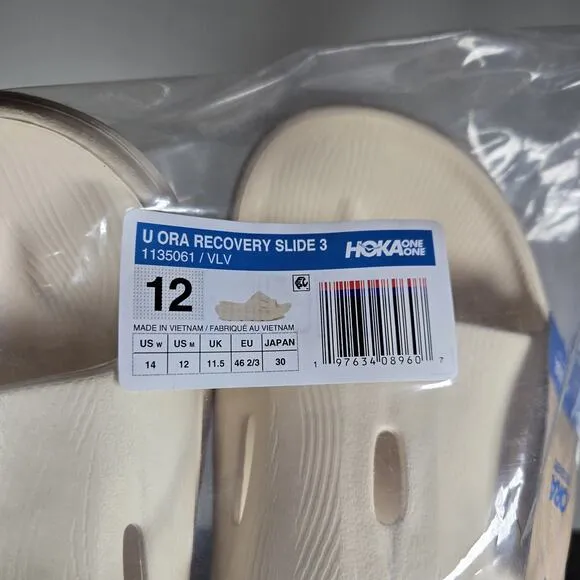 U ORA RECOVERY SLIDE 3
1135061 / VLV
HOKA ONE ONE
12
MADE IN VIETNAM / FABRIQUÉ AU VIETNAM
US W US M UK EU JAPAN
14 12 11.5 46 2/3 30
1 97634 08960 7
ORA